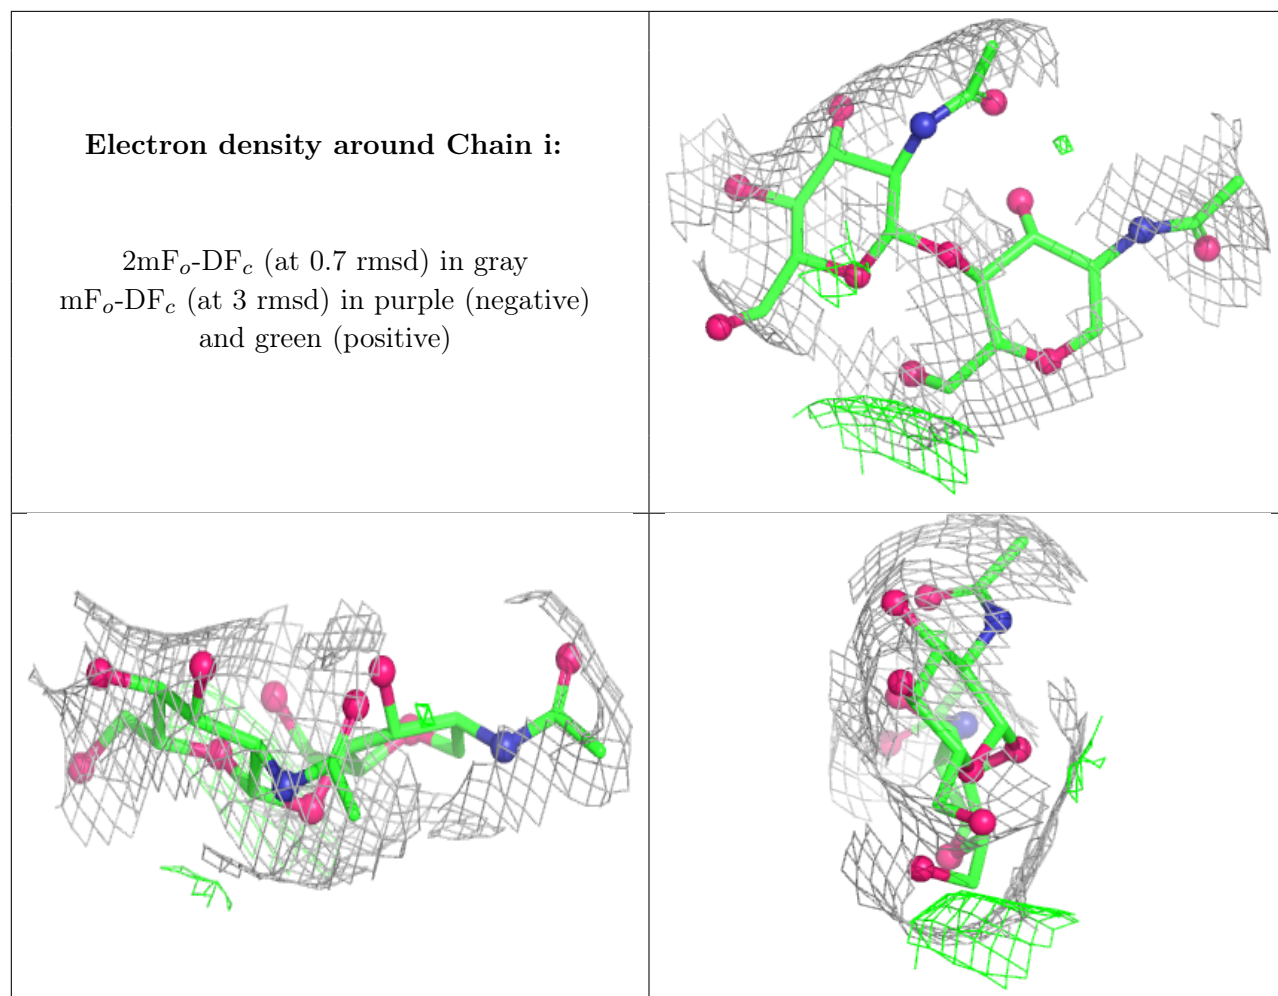 Electron density around Chain i:
2mFo-DFc (at 0.7 rmsd) in gray
mFo-DFc (at 3 rmsd) in purple (negative)
and green (positive)